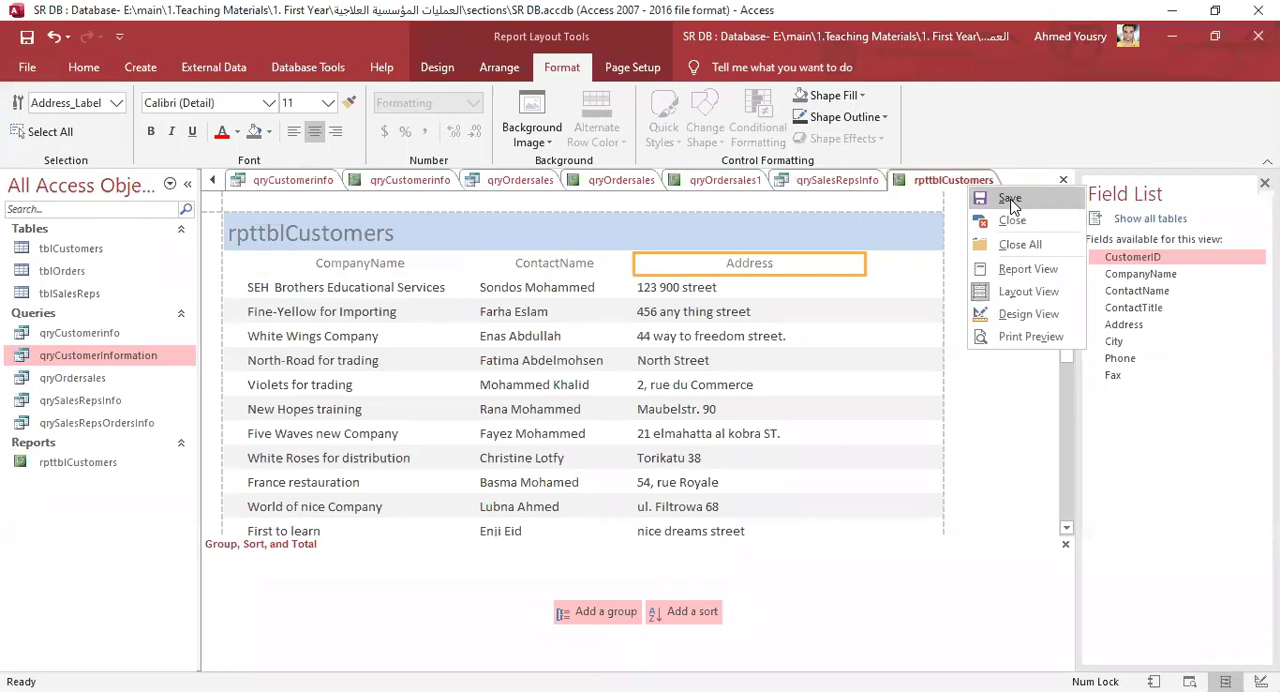 SR DB : Database- E:\main\1.Teaching Materials\1. First Year\العمليات المؤسسية العلاجية\sections\SR DB.accdb (Access 2007 - 2016 file format) - Access
Report Layout Tools
SR DB : Database- E:\main\1.Teaching Materials\1. First Year\العمـ...
Ahmed Yousry
File Home Create External Data Database Tools Help Design Arrange Format Page Setup Tell me what you want to do
Address_Label
Calibri (Detail) 11
Formatting
Select All
B I U A
$ % ,
Background Image
Alternate Row Color
Quick Styles
Change Shape
Conditional Formatting
Shape Fill
Shape Outline
Shape Effects
Selection Font Number Background Control Formatting
All Access Obje...
Search...
Tables
tblCustomers
tblOrders
tblSalesReps
Queries
qryCustomerinfo
qryCustomerInformation
qryOrdersales
qrySalesRepsInfo
qrySalesRepsOrdersInfo
Reports
rpttblCustomers
qryCustomerinfo qryCustomerinfo qryOrdersales qryOrdersales qryOrdersales1 qrySalesRepsInfo rpttblCustomers
rpttblCustomers
CompanyName ContactName Address
SEH Brothers Educational Services Sondos Mohammed 123 900 street
Fine-Yellow for Importing Farha Eslam 456 any thing street
White Wings Company Enas Abdullah 44 way to freedom street.
North-Road for trading Fatima Abdelmohsen North Street
Violets for trading Mohammed Khalid 2, rue du Commerce
New Hopes training Rana Mohammed Maubelstr. 90
Five Waves new Company Fayez Mohammed 21 elmahatta al kobra ST.
White Roses for distribution Christine Lotfy Torikatu 38
France restauration Basma Mohamed 54, rue Royale
World of nice Company Lubna Ahmed ul. Filtrowa 68
First to learn Enji Eid nice dreams street
Group, Sort, and Total
Add a group Add a sort
Save
Close
Close All
Report View
Layout View
Design View
Print Preview
Field List
Show all tables
Fields available for this view:
CustomerID
CompanyName
ContactName
ContactTitle
Address
City
Phone
Fax
Ready
Num Lock